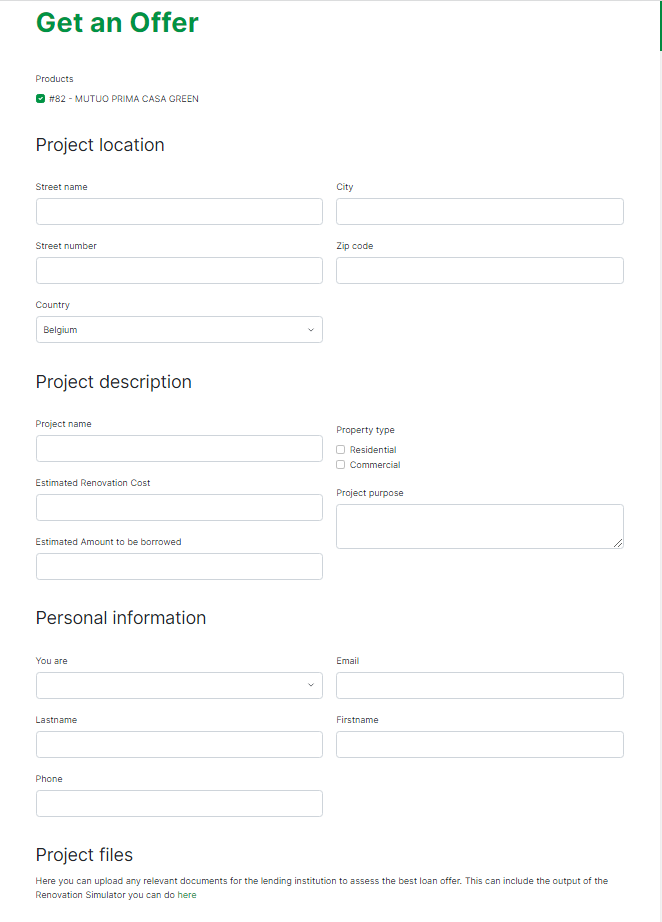 Get an Offer
Products
#82 - MUTUO PRIMA CASA GREEN
Project location
Street name
City
Street number
Zip code
Country
Belgium
Project description
Project name
Property type
Residential
Commercial
Estimated Renovation Cost
Project purpose
Estimated Amount to be borrowed
Personal information
You are
Email
Lastname
Firstname
Phone
Project files
Here you can upload any relevant documents for the lending institution to assess the best loan offer. This can include the output of the
Renovation Simulator you can do here